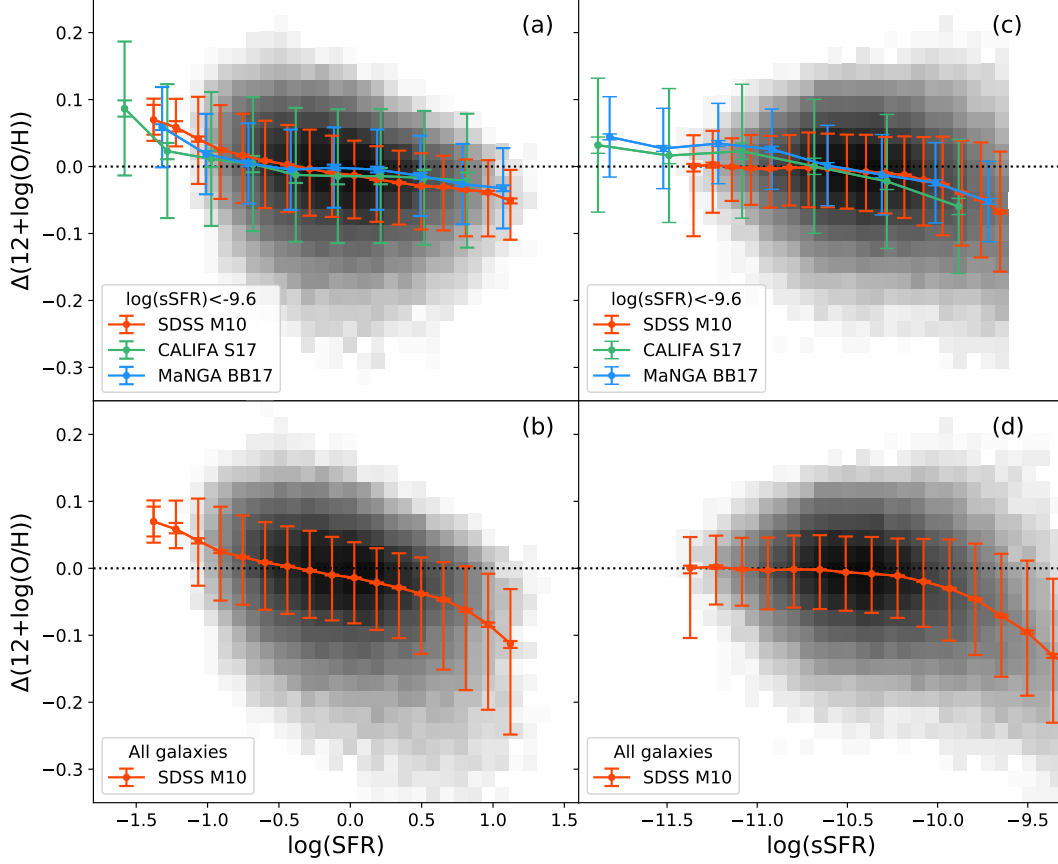 (a)
(c)
0.2
0.1
0.0
−0.1
−0.2
−0.3
Δ(12+log(O/H))
log(sSFR)<-9.6
SDSS M10
CALIFA S17
MaNGA BB17
log(sSFR)<-9.6
SDSS M10
CALIFA S17
MaNGA BB17
(b)
(d)
0.2
0.1
0.0
−0.1
−0.2
−0.3
Δ(12+log(O/H))
All galaxies
SDSS M10
All galaxies
SDSS M10
−1.5 −1.0 −0.5 0.0 0.5 1.0 1.5
−11.5 −11.0 −10.5 −10.0 −9.5
log(SFR)
log(sSFR)